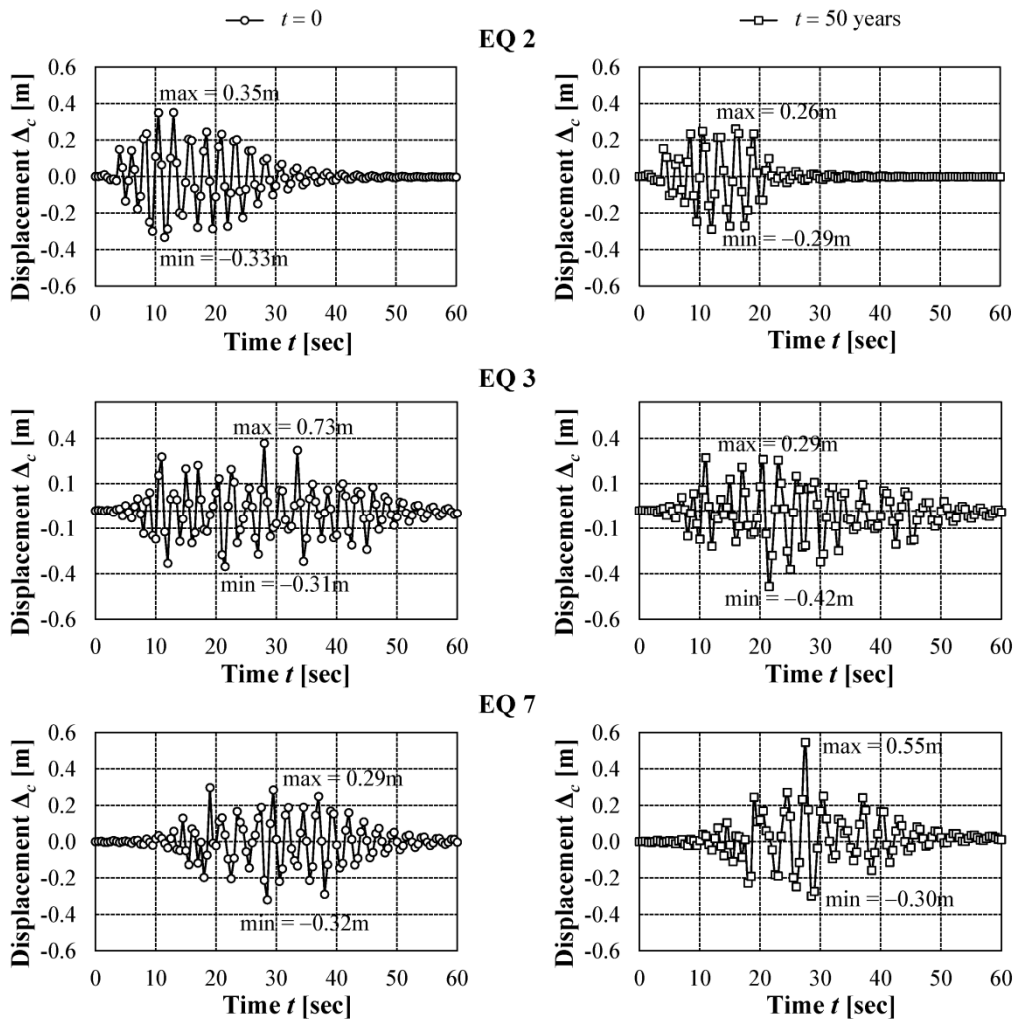 t = 0
t = 50 years
EQ 2
Displacement Δc [m]
0.6
0.4
0.2
0.0
-0.2
-0.4
-0.6
max = 0.35m
min = –0.33m
0 10 20 30 40 50 60
Time t [sec]
Displacement Δc [m]
0.6
0.4
0.2
0.0
-0.2
-0.4
-0.6
max = 0.26m
min = –0.29m
0 10 20 30 40 50 60
Time t [sec]
EQ 3
Displacement Δc [m]
0.4
0.1
-0.1
-0.4
-0.6
max = 0.73m
min = –0.31m
0 10 20 30 40 50 60
Time t [sec]
Displacement Δc [m]
0.4
0.1
-0.1
-0.4
-0.6
max = 0.29m
min = –0.42m
0 10 20 30 40 50 60
Time t [sec]
EQ 7
Displacement Δc [m]
0.6
0.4
0.2
0.0
-0.2
-0.4
-0.6
max = 0.29m
min = –0.32m
0 10 20 30 40 50 60
Time t [sec]
Displacement Δc [m]
0.6
0.4
0.2
0.0
-0.2
-0.4
-0.6
max = 0.55m
min = –0.30m
0 10 20 30 40 50 60
Time t [sec]